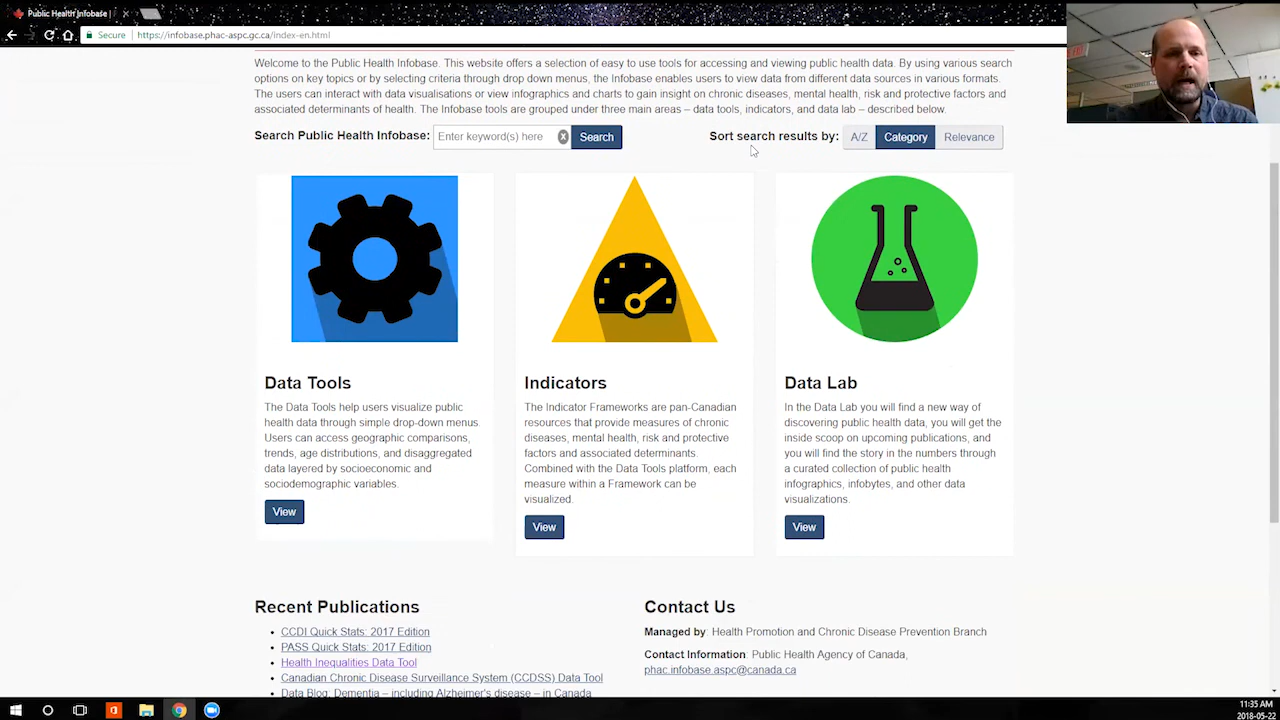 Public Health Infobase |
Secure
https://infobase.phac-aspc.gc.ca/index-en.html
Welcome to the Public Health Infobase. This website offers a selection of easy to use tools for accessing and viewing public health data. By using various search
options on key topics or by selecting criteria through drop down menus, the Infobase enables users to view data from different data sources in various formats.
The users can interact with data visualisations or view infographics and charts to gain insight on chronic diseases, mental health, risk and protective factors and
associated determinants of health. The Infobase tools are grouped under three main areas – data tools, indicators, and data lab – described below.
Search Public Health Infobase:
Enter keyword(s) here
Search
Sort search results by:
A/Z
Category
Relevance
Data Tools
The Data Tools help users visualize public
health data through simple drop-down menus.
Users can access geographic comparisons,
trends, age distributions, and disaggregated
data layered by socioeconomic and
sociodemographic variables.
View
Indicators
The Indicator Frameworks are pan-Canadian
resources that provide measures of chronic
diseases, mental health, risk and protective
factors and associated determinants.
Combined with the Data Tools platform, each
measure within a Framework can be
visualized.
View
Data Lab
In the Data Lab you will find a new way of
discovering public health data, you will get the
inside scoop on upcoming publications, and
you will find the story in the numbers through
a curated collection of public health
infographics, infobytes, and other data
visualizations.
View
Recent Publications
CCDI Quick Stats: 2017 Edition
PASS Quick Stats: 2017 Edition
Health Inequalities Data Tool
Canadian Chronic Disease Surveillance System (CCDSS) Data Tool
Data Blog: Dementia – including Alzheimer's disease – in Canada
Contact Us
Managed by: Health Promotion and Chronic Disease Prevention Branch
Contact Information: Public Health Agency of Canada,
phac.infobase.aspc@canada.ca
11:35 AM
2018-05-22